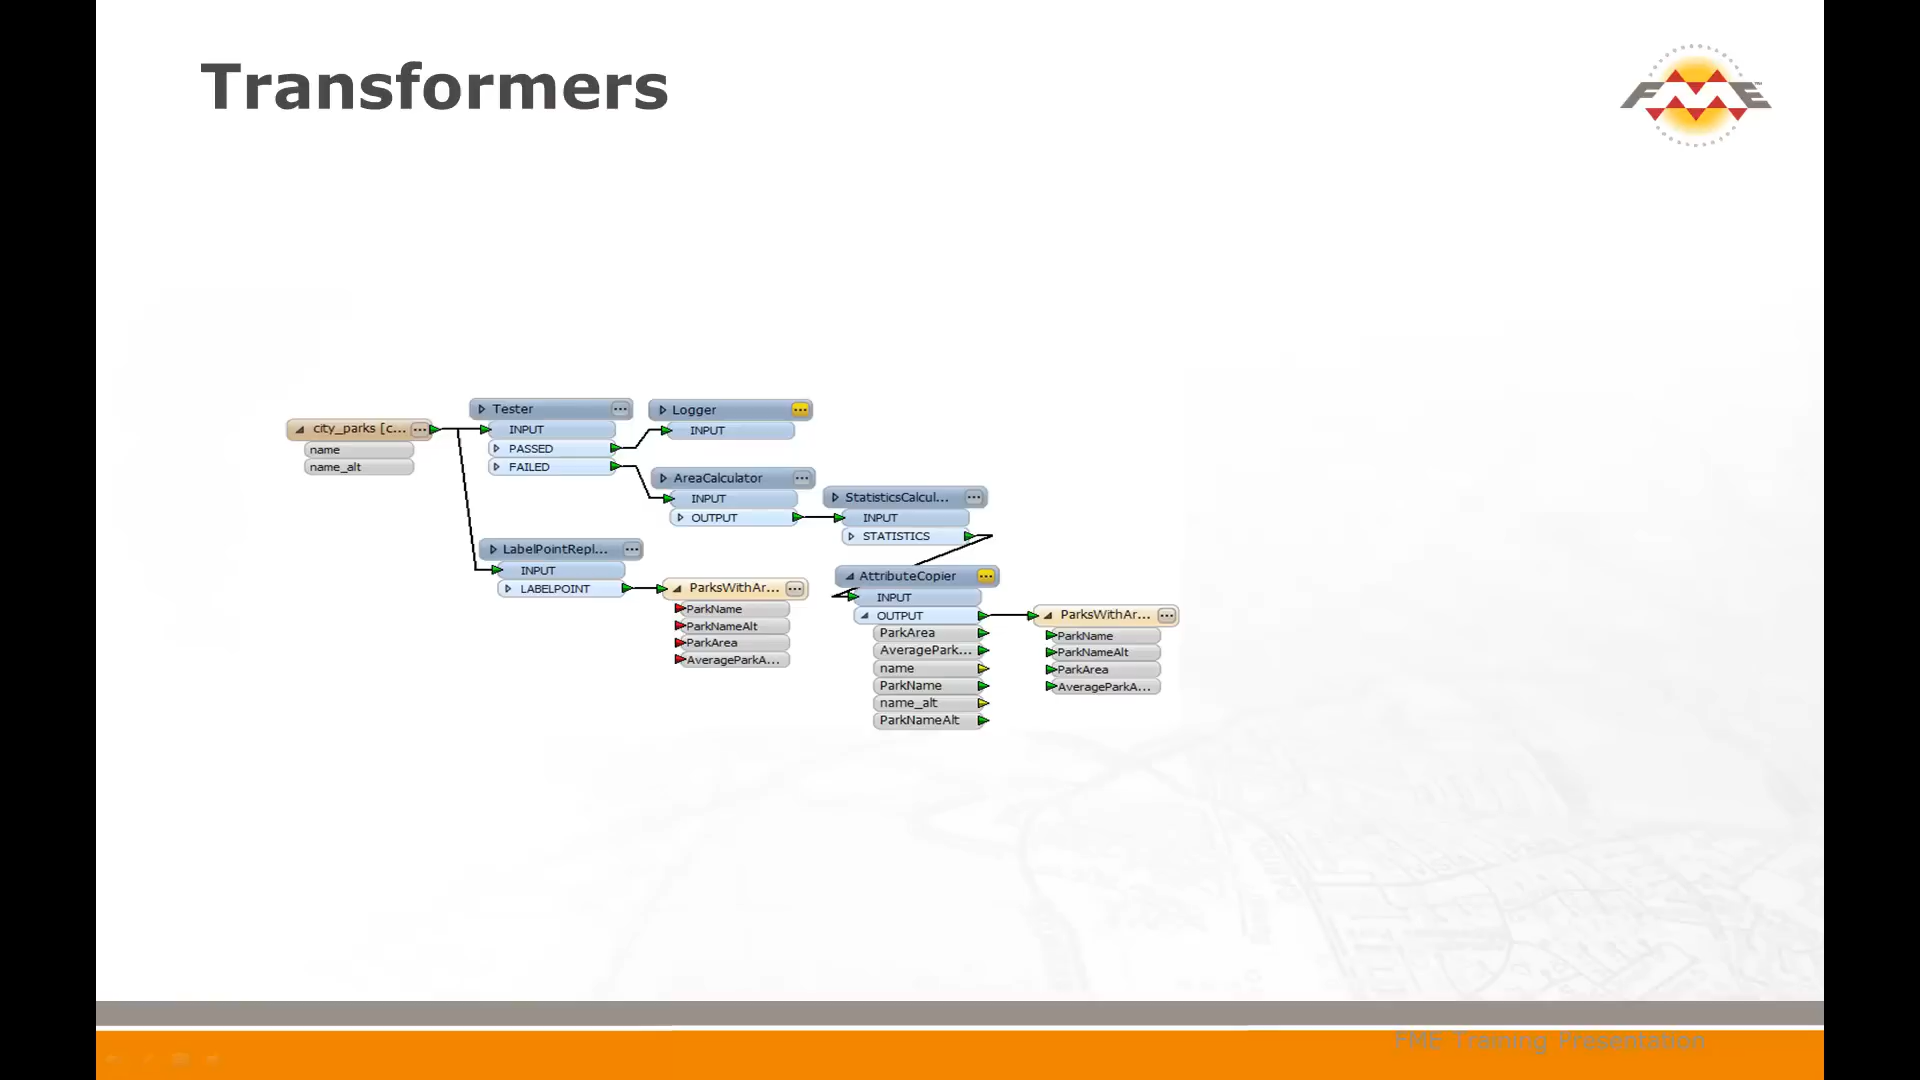 Transformers
FME
city_parks [c...
name
name_alt
Tester
INPUT
PASSED
FAILED
Logger
INPUT
AreaCalculator
INPUT
OUTPUT
StatisticsCalcul...
INPUT
STATISTICS
LabelPointRepl...
INPUT
LABELPOINT
ParksWithAr...
ParkName
ParkNameAlt
ParkArea
AverageParkA...
AttributeCopier
INPUT
OUTPUT
ParkArea
AveragePark...
name
ParkName
name_alt
ParkNameAlt
ParksWithAr...
ParkName
ParkNameAlt
ParkArea
AverageParkA...
FME Training Presentation